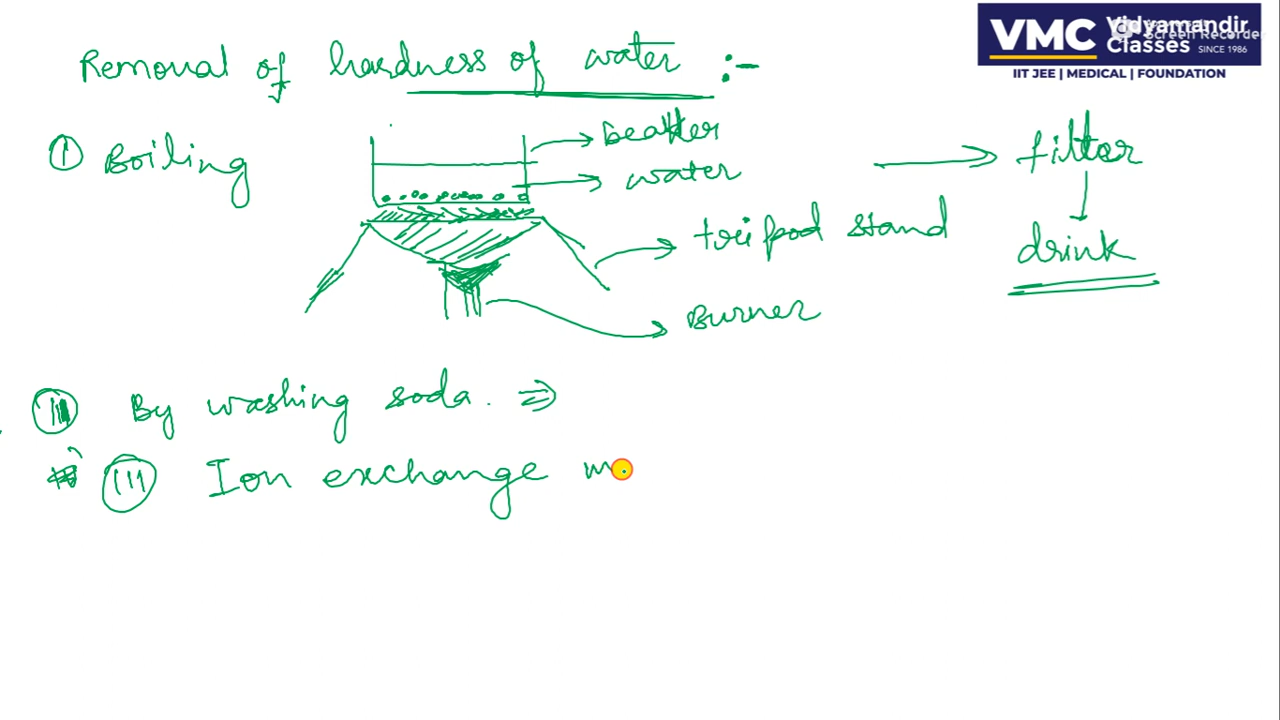 VMC Vidyamandir Classes SINCE 1986
IIT JEE | MEDICAL | FOUNDATION
Removal of hardness of water :-
① Boiling
beaker
water
tripod stand
Burner
filter
drink
II By washing soda. ⇒
III Ion exchange m